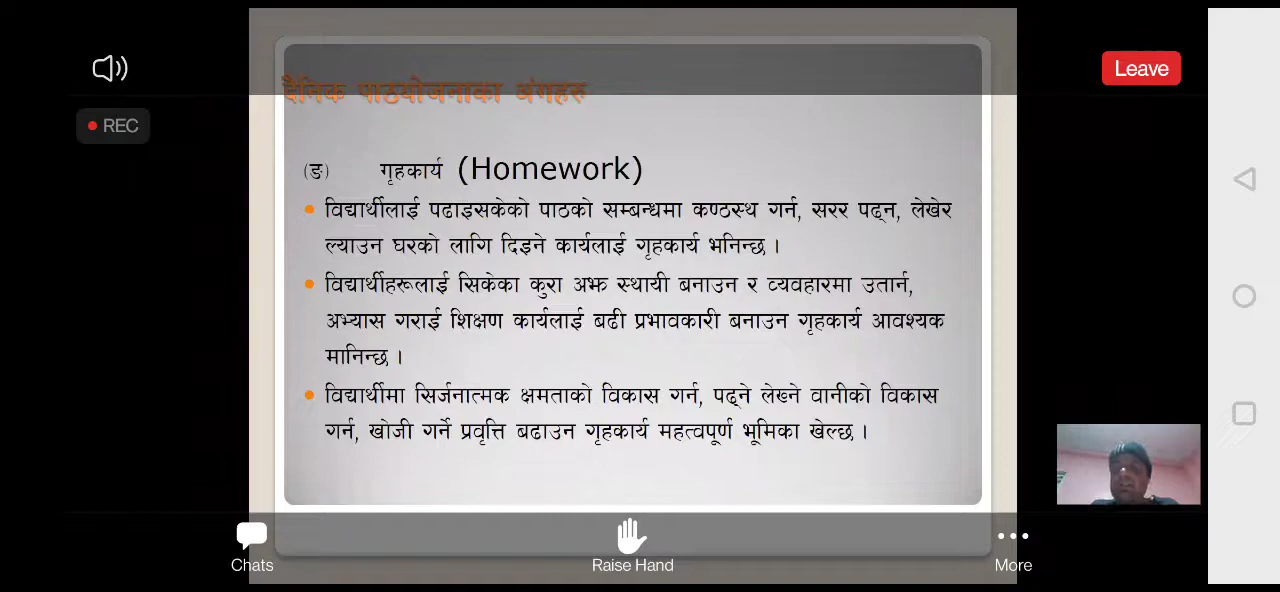 Leave
REC
दैनिक पाठयोजनाका अंगहरु
(ङ) गृहकार्य (Homework)
विद्यार्थीलाई पढाइसकेको पाठको सम्बन्धमा कण्ठस्थ गर्न, सरर पढ्न, लेखेर
ल्याउन घरको लागि दिइने कार्यलाई गृहकार्य भनिन्छ ।
विद्यार्थीहरूलाई सिकेका कुरा अझ स्थायी बनाउन र व्यवहारमा उतार्न,
अभ्यास गराई शिक्षण कार्यलाई बढी प्रभावकारी बनाउन गृहकार्य आवश्यक
मानिन्छ ।
विद्यार्थीमा सिर्जनात्मक क्षमताको विकास गर्न, पढ्ने लेख्ने वानीको विकास
गर्न, खोजी गर्ने प्रवृत्ति बढाउन गृहकार्य महत्वपूर्ण भूमिका खेल्छ ।
Chats
Raise Hand
More